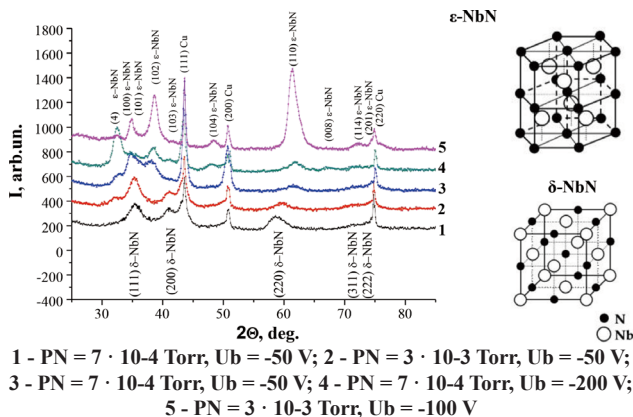 ε-NbN
1800
1600
1400
1200
1000
800
600
400
200
0
-200
-400
I, arb.un.
(4) ε-NbN
(100) ε-NbN
(101) ε-NbN
(102) ε-NbN
(103) ε-NbN
(111) Cu
(104) ε-NbN
(200) Cu
(110) ε-NbN
(008) ε-NbN
(114) ε-NbN
(201) ε-NbN
(220) Cu
5
4
3
2
1
(111) δ-NbN
(200) δ-NbN
(220) δ-NbN
(311) δ-NbN
(222) δ-NbN
30 40 50 60 70 80
2Θ, deg.
δ-NbN
N
Nb
1 - PN = 7 · 10-4 Torr, Ub = -50 V; 2 - PN = 3 · 10-3 Torr, Ub = -50 V;
3 - PN = 7 · 10-4 Torr, Ub = -50 V; 4 - PN = 7 · 10-4 Torr, Ub = -200 V;
5 - PN = 3 · 10-3 Torr, Ub = -100 V